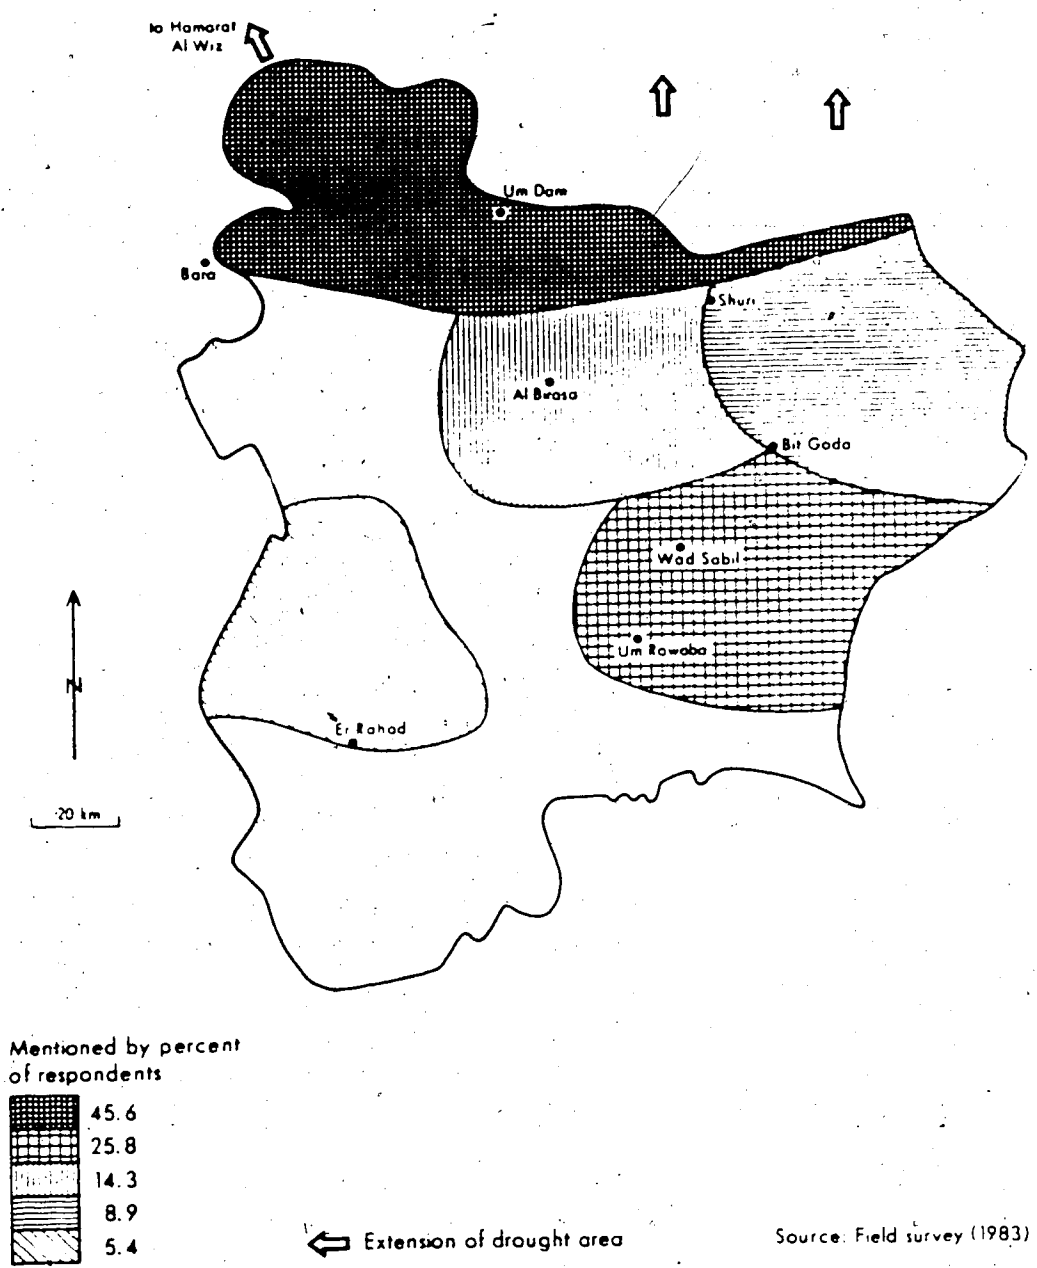 to Hamarat
Al Wiz
Um Dam
Bara
Shuri
Al Birasa
Bit Goda
Wad Sabil
Um Rawaba
Er Rahad
N
20 km
Mentioned by percent
of respondents
45.6
25.8
14.3
8.9
5.4
Extension of drought area
Source: Field survey (1983)